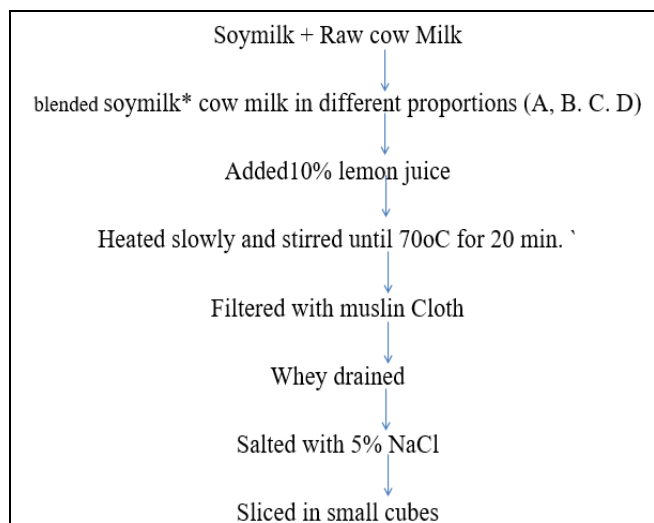 Soymilk + Raw cow Milk
blended soymilk* cow milk in different proportions (A, B. C. D)
Added10% lemon juice
Heated slowly and stirred until 70oC for 20 min. `
Filtered with muslin Cloth
Whey drained
Salted with 5% NaCl
Sliced in small cubes